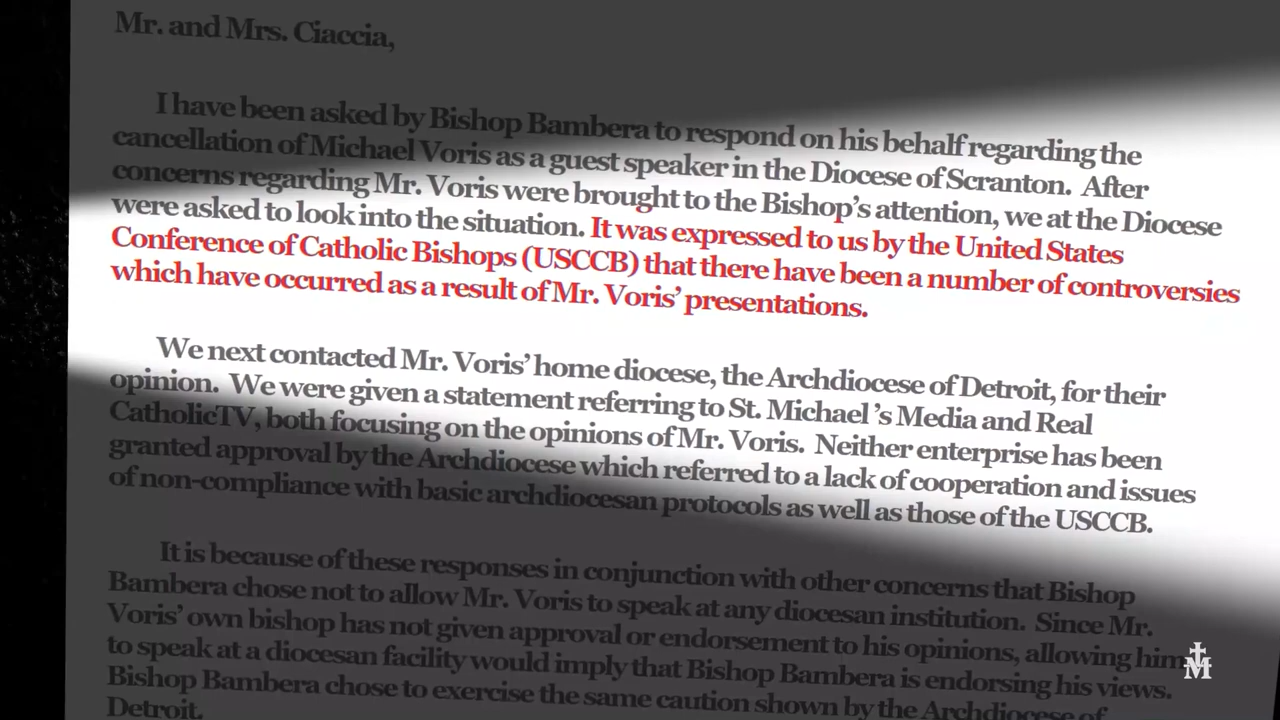 Mr. and Mrs. Ciaccia,
I have been asked by Bishop Bambera to respond on his behalf regarding the
cancellation of Michael Voris as a guest speaker in the Diocese of Scranton.  After
concerns regarding Mr. Voris were brought to the Bishop's attention, we at the Diocese
were asked to look into the situation. It was expressed to us by the United States
Conference of Catholic Bishops (USCCB) that there have been a number of controversies
which have occurred as a result of Mr. Voris' presentations.
We next contacted Mr. Voris' home diocese, the Archdiocese of Detroit, for their
opinion.  We were given a statement referring to St. Michael 's Media and Real
CatholicTV, both focusing on the opinions of Mr. Voris.  Neither enterprise has been
granted approval by the Archdiocese which referred to a lack of cooperation and issues
of non-compliance with basic archdiocesan protocols as well as those of the USCCB.
It is because of these responses in conjunction with other concerns that Bishop
Bambera chose not to allow Mr. Voris to speak at any diocesan institution.  Since Mr.
Voris' own bishop has not given approval or endorsement to his opinions, allowing him
to speak at a diocesan facility would imply that Bishop Bambera is endorsing his views.
Bishop Bambera chose to exercise the same caution shown by the Archdiocese of
Detroit.
M